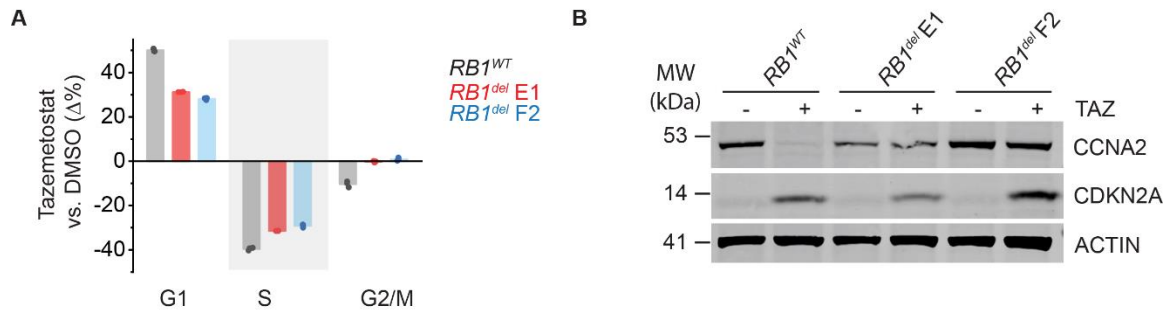 A
Tazemetostat
vs. DMSO (Δ%)
40
20
0
-20
-40
G1 S G2/M
RB1WT
RB1del E1
RB1del F2
B
RB1WT RB1del E1 RB1del F2
MW
(kDa)
- + - + - + TAZ
53 CCNA2
14 CDKN2A
41 ACTIN